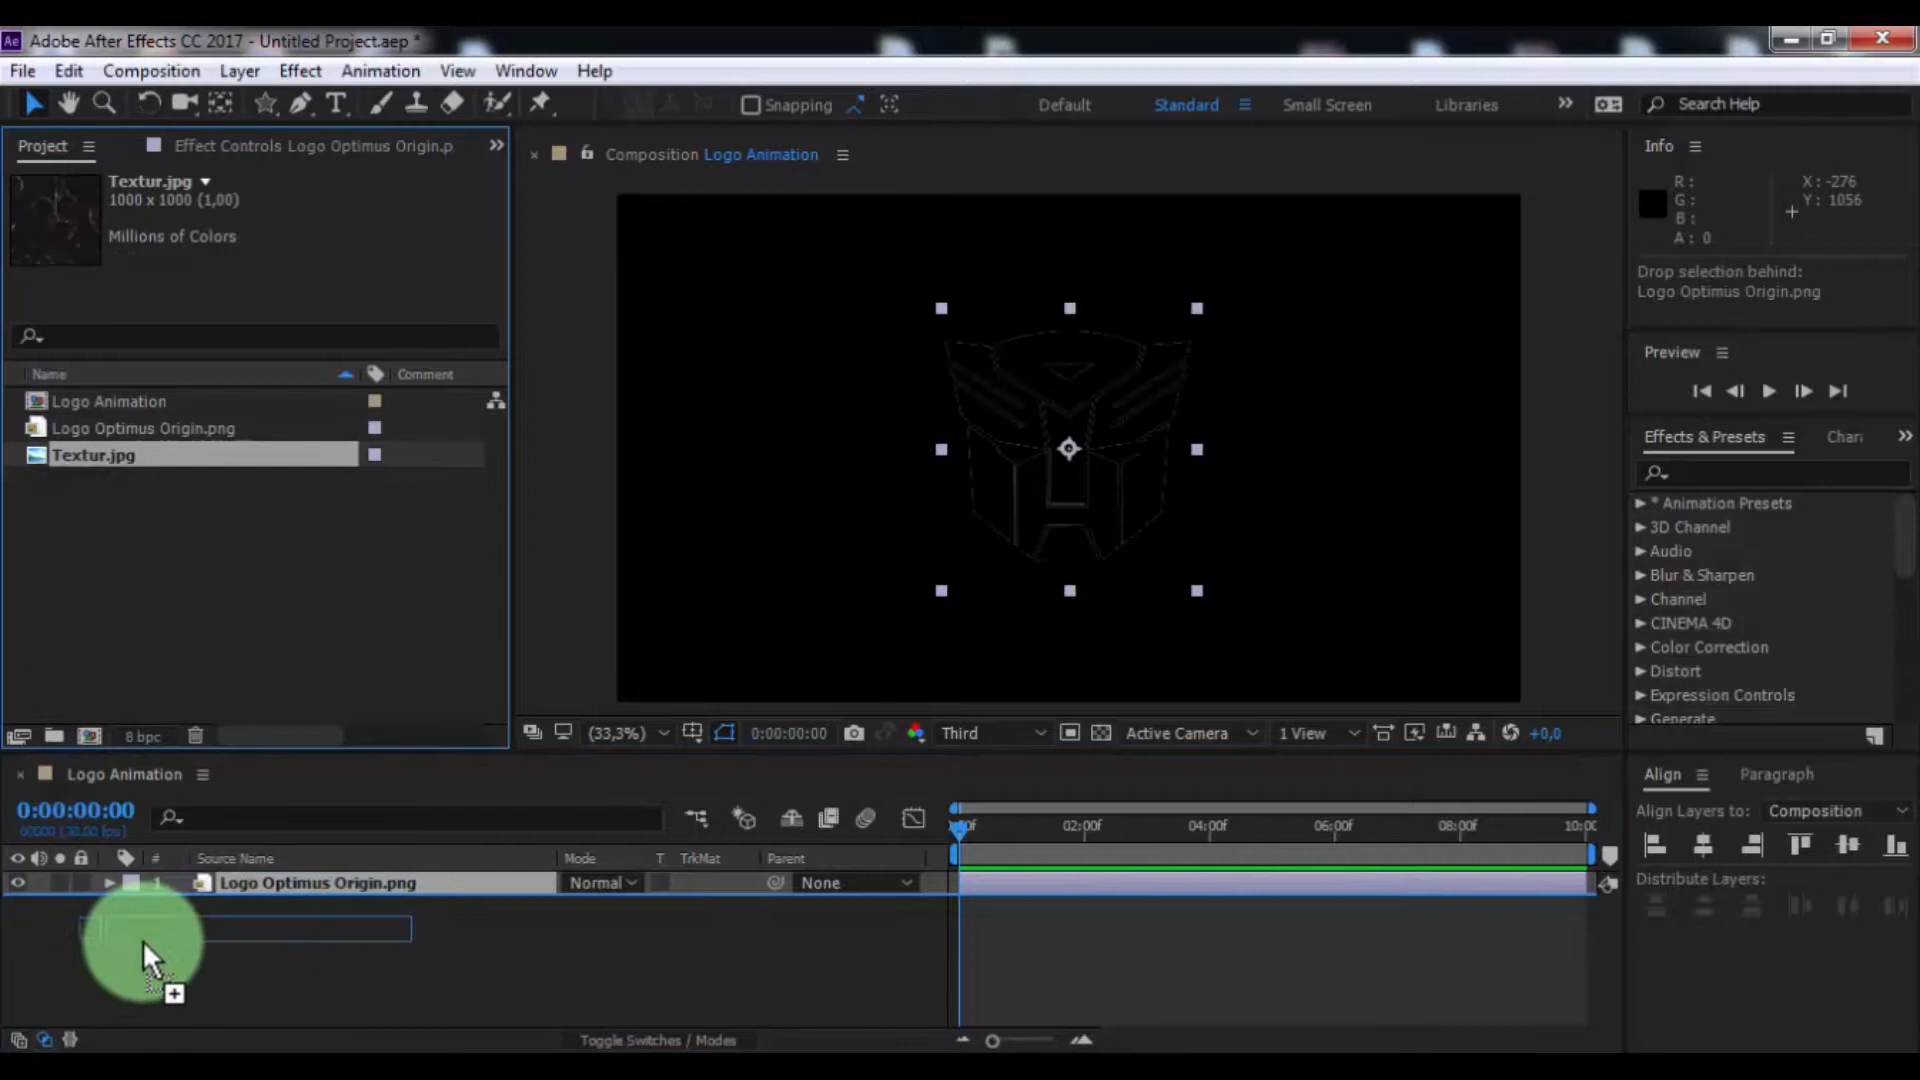 Ae Adobe After Effects CC 2017 - Untitled Project.aep *
File Edit Composition Layer Effect Animation View Window Help
Snapping Default Standard Small Screen Libraries Search Help
Project Effect Controls Logo Optimus Origin.p
Composition Logo Animation
Info
Textur.jpg
1000 x 1000 (1,00)
Millions of Colors
R:
G:
B:
A: 0
X: -276
Y: 1056
Drop selection behind:
Logo Optimus Origin.png
Preview
Name Comment
Logo Animation
Logo Optimus Origin.png
Textur.jpg
Effects & Presets Chara
* Animation Presets
3D Channel
Audio
Blur & Sharpen
Channel
CINEMA 4D
Color Correction
Distort
Expression Controls
Generate
8 bpc
(33,3%) 0:00:00:00 Third Active Camera 1 View +0,0
Logo Animation
0:00:00:00
00000 (30.00 fps)
02:00f 04:00f 06:00f 08:00f 10:00
# Source Name Mode T TrkMat Parent
1 Logo Optimus Origin.png Normal None
Toggle Switches / Modes
Align Paragraph
Align Layers to: Composition
Distribute Layers: